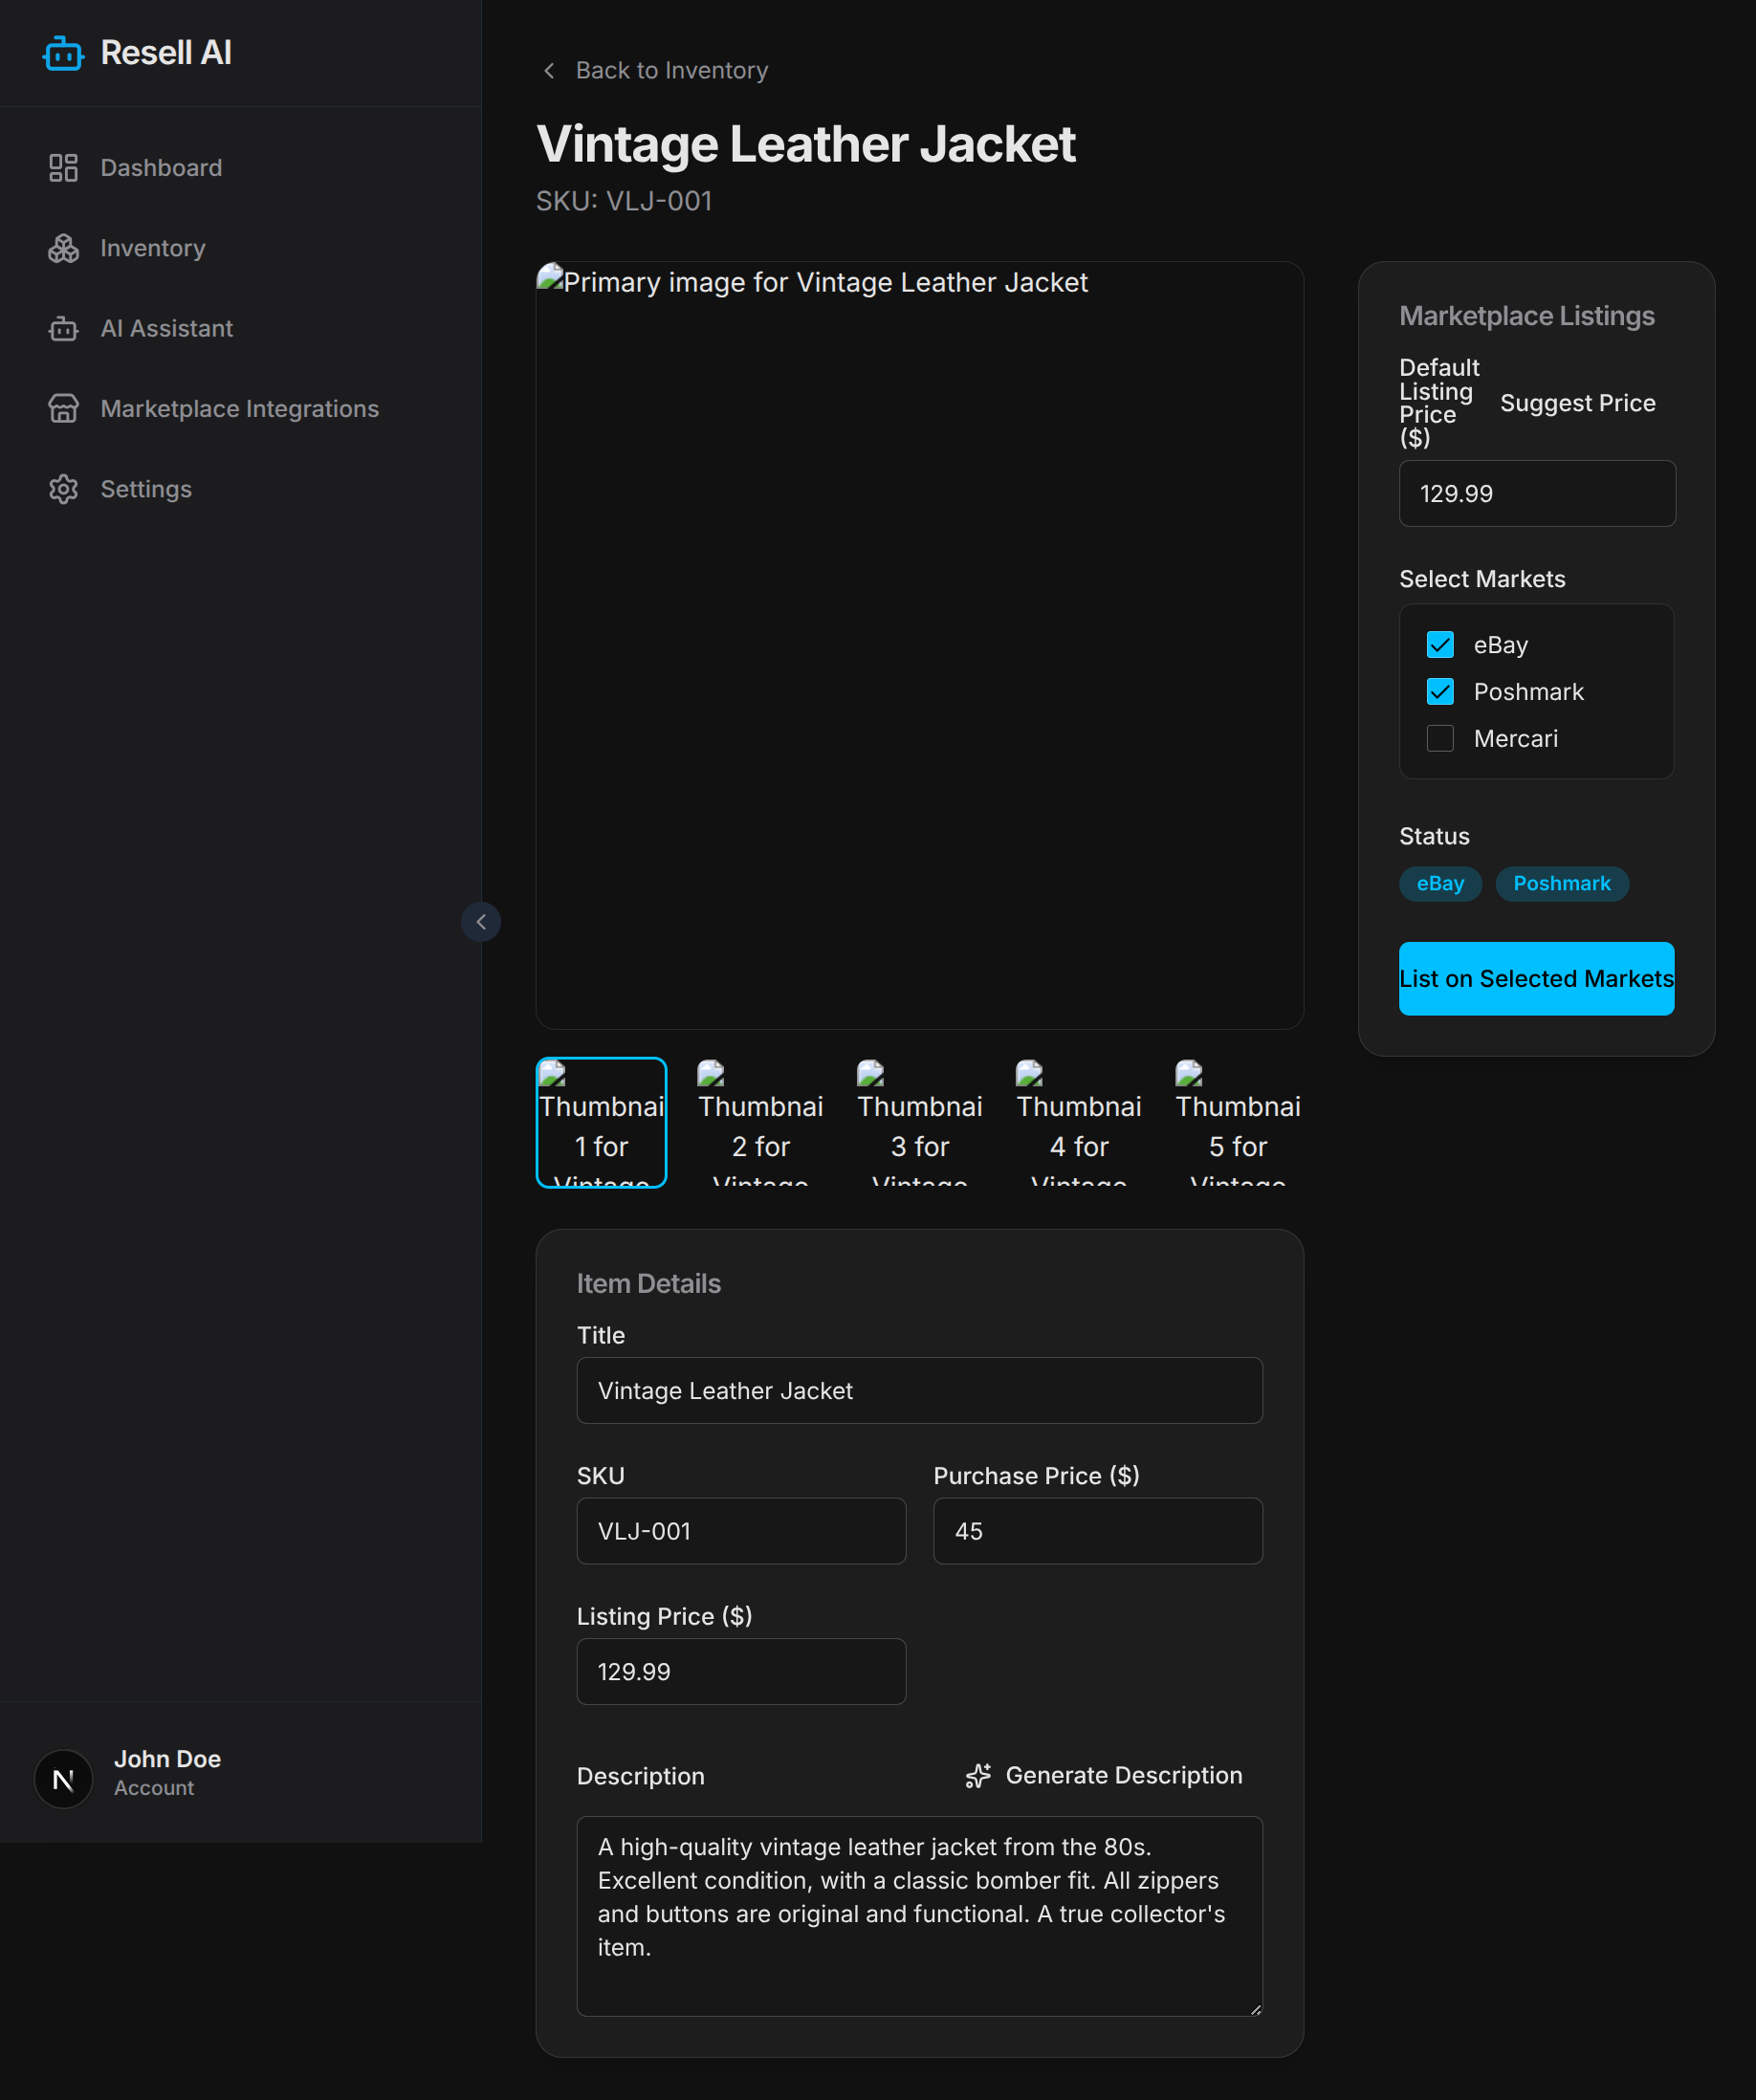 Resell AI
Dashboard
Inventory
AI Assistant
Marketplace Integrations
Settings
John Doe
Account
Back to Inventory
Vintage Leather Jacket
SKU: VLJ-001
Primary image for Vintage Leather Jacket
Thumbnai
1 for
Vintage
Thumbnai
2 for
Vintage
Thumbnai
3 for
Vintage
Thumbnai
4 for
Vintage
Thumbnai
5 for
Vintage
Item Details
Title
Vintage Leather Jacket
SKU
VLJ-001
Purchase Price ($)
45
Listing Price ($)
129.99
Description
Generate Description
A high-quality vintage leather jacket from the 80s.
Excellent condition, with a classic bomber fit. All zippers
and buttons are original and functional. A true collector's
item.
Marketplace Listings
Default
Listing
Price
($)
Suggest Price
129.99
Select Markets
eBay
Poshmark
Mercari
Status
eBay
Poshmark
List on Selected Markets